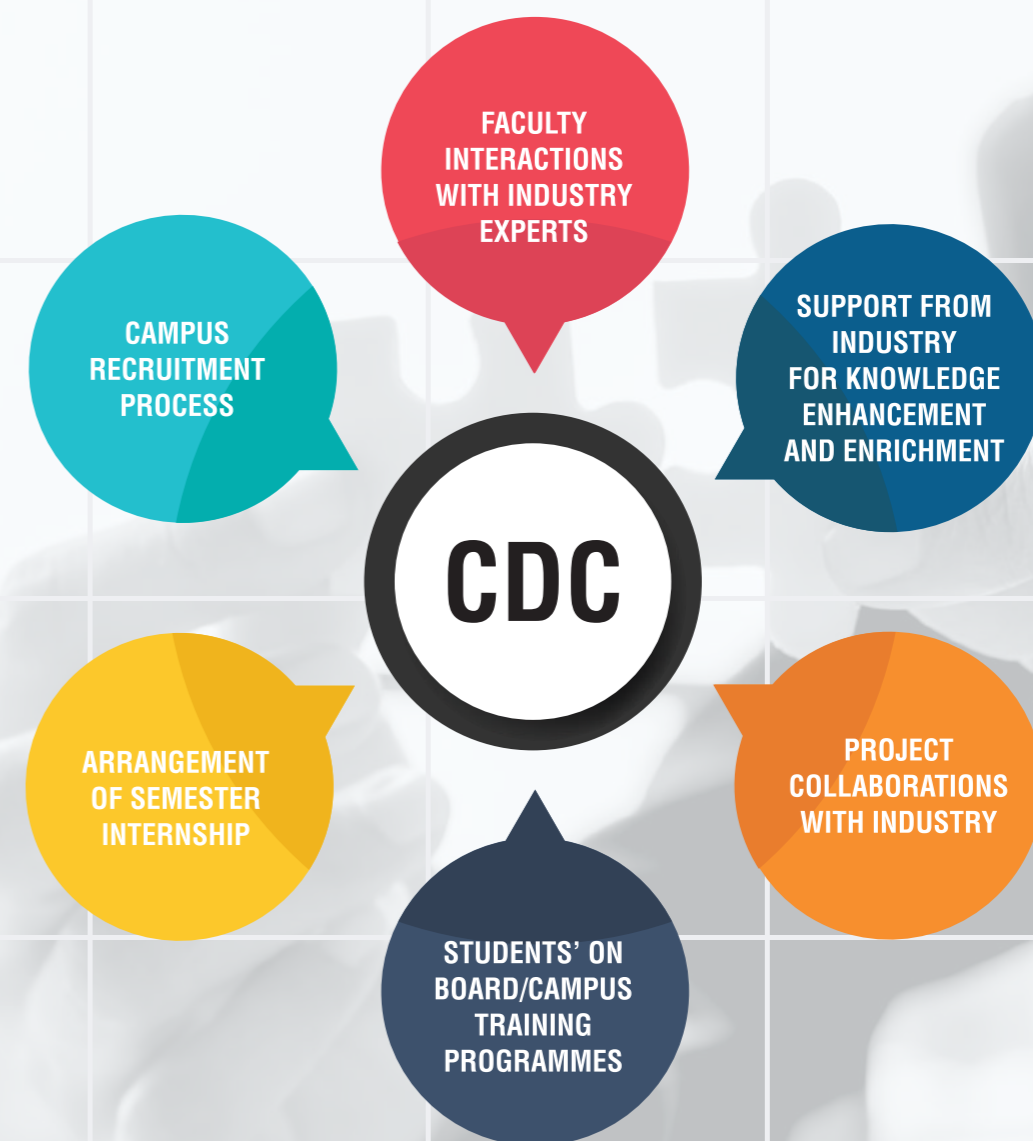 FACULTY
INTERACTIONS
WITH INDUSTRY
EXPERTS
CAMPUS
RECRUITMENT
PROCESS
SUPPORT FROM
INDUSTRY
FOR KNOWLEDGE
ENHANCEMENT
AND ENRICHMENT
CDC
ARRANGEMENT
OF SEMESTER
INTERNSHIP
PROJECT
COLLABORATIONS
WITH INDUSTRY
STUDENTS’ ON
BOARD/CAMPUS
TRAINING
PROGRAMMES